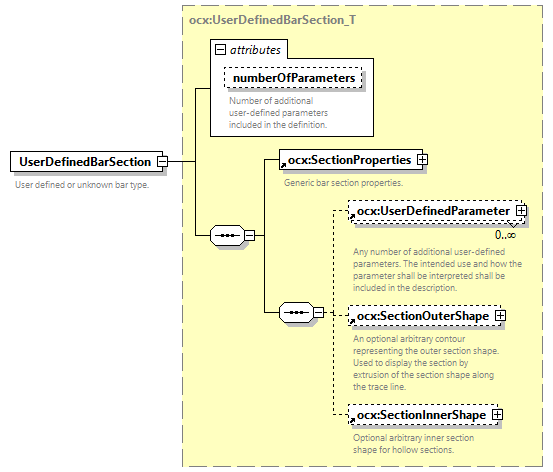 ocx:UserDefinedBarSection_T
attributes
numberOfParameters
Number of additional
user-defined parameters
included in the definition.
UserDefinedBarSection
User defined or unknown bar type.
ocx:SectionProperties
Generic bar section properties.
ocx:UserDefinedParameter
0..∞
Any number of additional user-defined
parameters. The intended use and how the
parameter shall be interpreted shall be
included in the description.
ocx:SectionOuterShape
An optional arbitrary contour
representing the outer section shape.
Used to display the section by
extrusion of the section shape along
the trace line.
ocx:SectionInnerShape
Optional arbitrary inner section
shape for hollow sections.